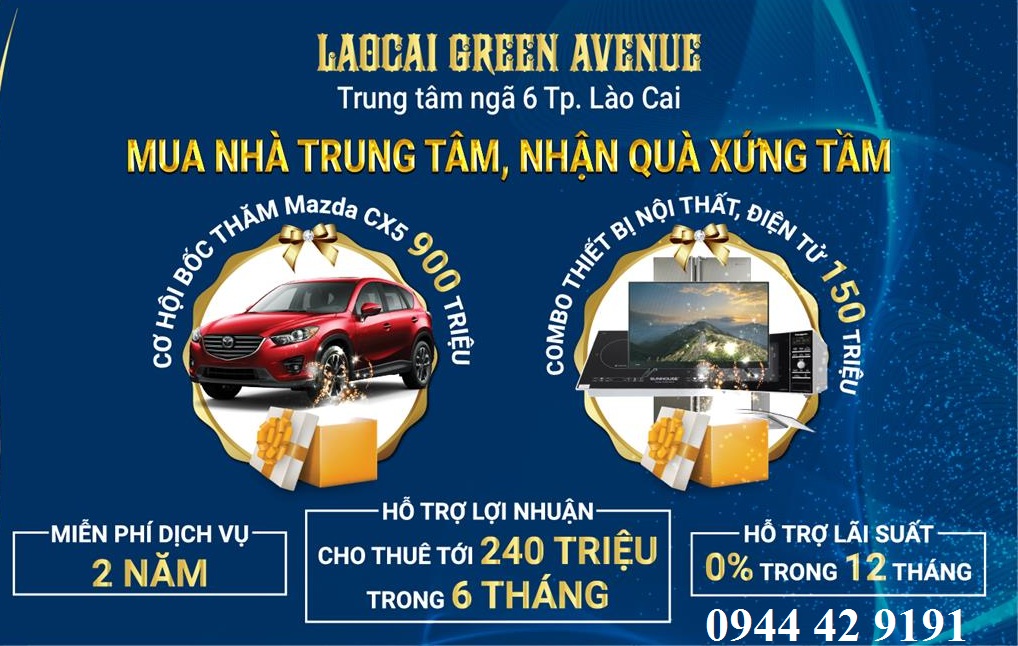 LAOCAI GREEN AVENUE
Trung tâm ngã 6 Tp. Lào Cai
MUA NHÀ TRUNG TÂM, NHẬN QUÀ XỨNG TẦM
CƠ HỘI BỐC THĂM Mazda CX5 900 TRIỆU
COMBO THIẾT BỊ NỘI THẤT, ĐIỆN TỬ 150 TRIỆU
SUNHOUSE
MIỄN PHÍ DỊCH VỤ
2 NĂM
HỖ TRỢ LỢI NHUẬN
CHO THUÊ TỚI 240 TRIỆU
TRONG 6 THÁNG
HỖ TRỢ LÃI SUẤT
0% TRONG 12 THÁNG
0944 42 9191